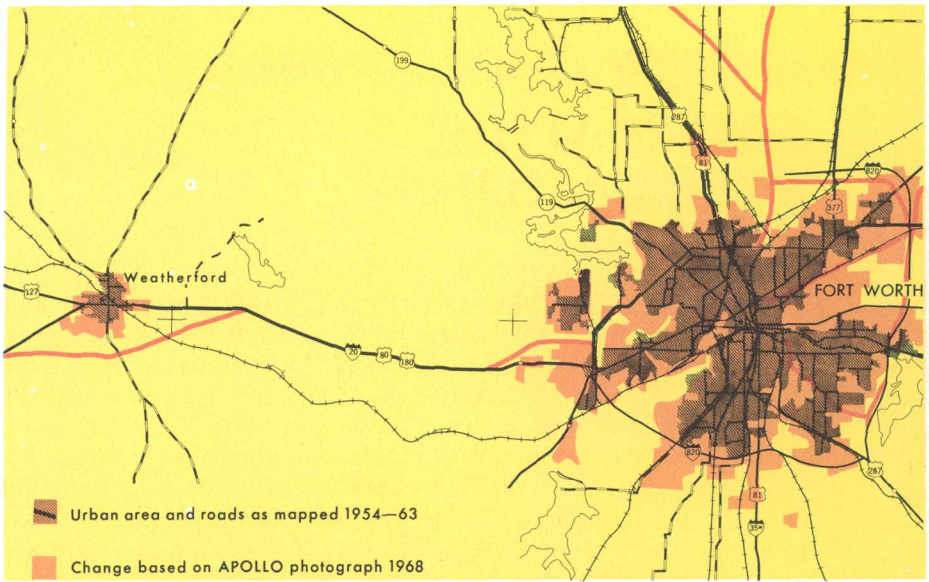 199
287
81
820
119
377
Weatherford
127
FORT WORTH
20
80
180
820
287
81
35W
Urban area and roads as mapped 1954—63
Change based on APOLLO photograph 1968